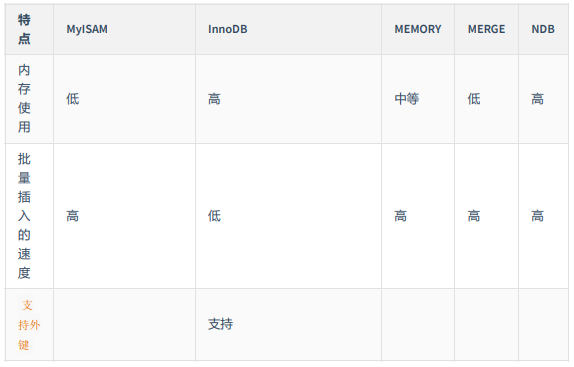 特
点
MyISAM
InnoDB
MEMORY
MERGE
NDB
内
存
使
用
低
高
中等
低
高
批
量
插
入
的
速
度
高
低
高
高
高
支
持外
键
支持